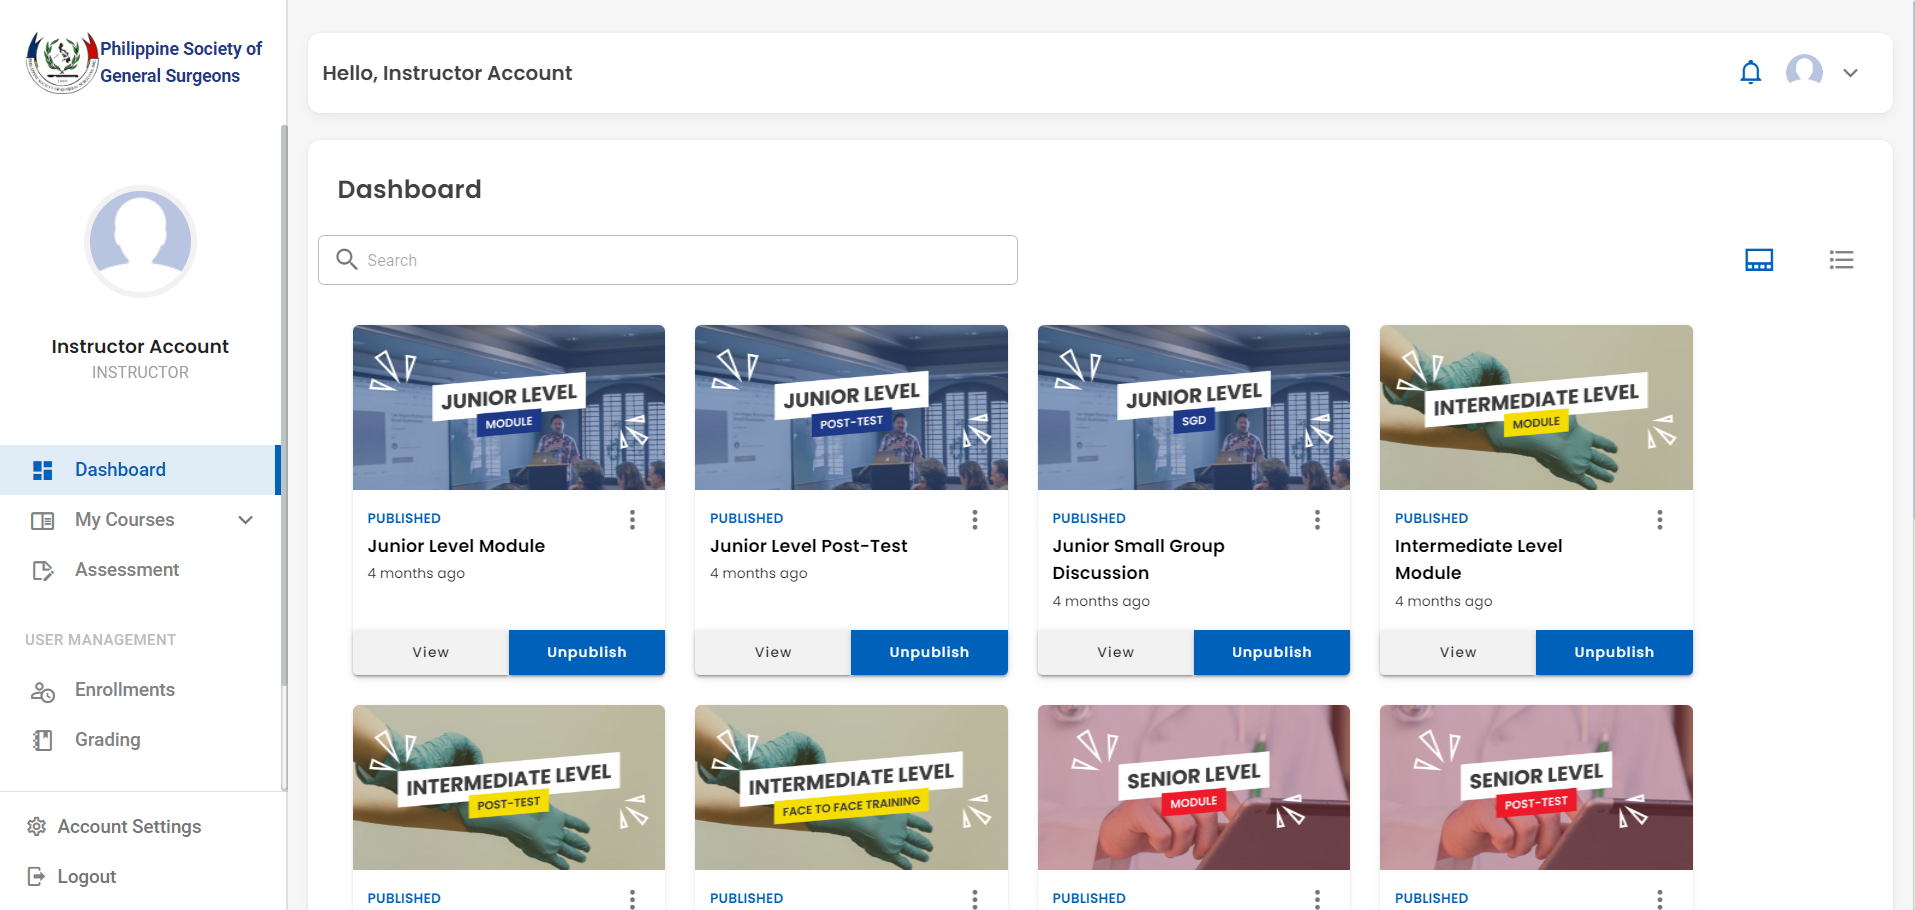 Philippine Society of
General Surgeons
Hello, Instructor Account
Instructor Account
INSTRUCTOR
Dashboard
My Courses
Assessment
USER MANAGEMENT
Enrollments
Grading
Account Settings
Logout
Dashboard
Search
JUNIOR LEVEL
MODULE
PUBLISHED
Junior Level Module
4 months ago
View
Unpublish
JUNIOR LEVEL
POST-TEST
PUBLISHED
Junior Level Post-Test
4 months ago
View
Unpublish
JUNIOR LEVEL
SGD
PUBLISHED
Junior Small Group
Discussion
4 months ago
View
Unpublish
INTERMEDIATE LEVEL
MODULE
PUBLISHED
Intermediate Level
Module
4 months ago
View
Unpublish
INTERMEDIATE LEVEL
POST-TEST
PUBLISHED
INTERMEDIATE LEVEL
FACE TO FACE TRAINING
PUBLISHED
SENIOR LEVEL
MODULE
PUBLISHED
SENIOR LEVEL
POST-TEST
PUBLISHED